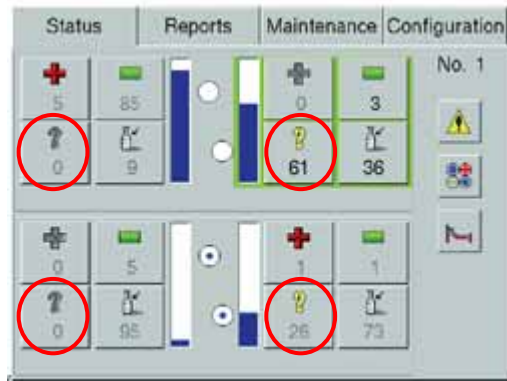 Status Reports Maintenance Configuration
No. 1
5 85 0 3
? ?
0 9 61 36
0 5 1 1
? ?
0 95 26 73